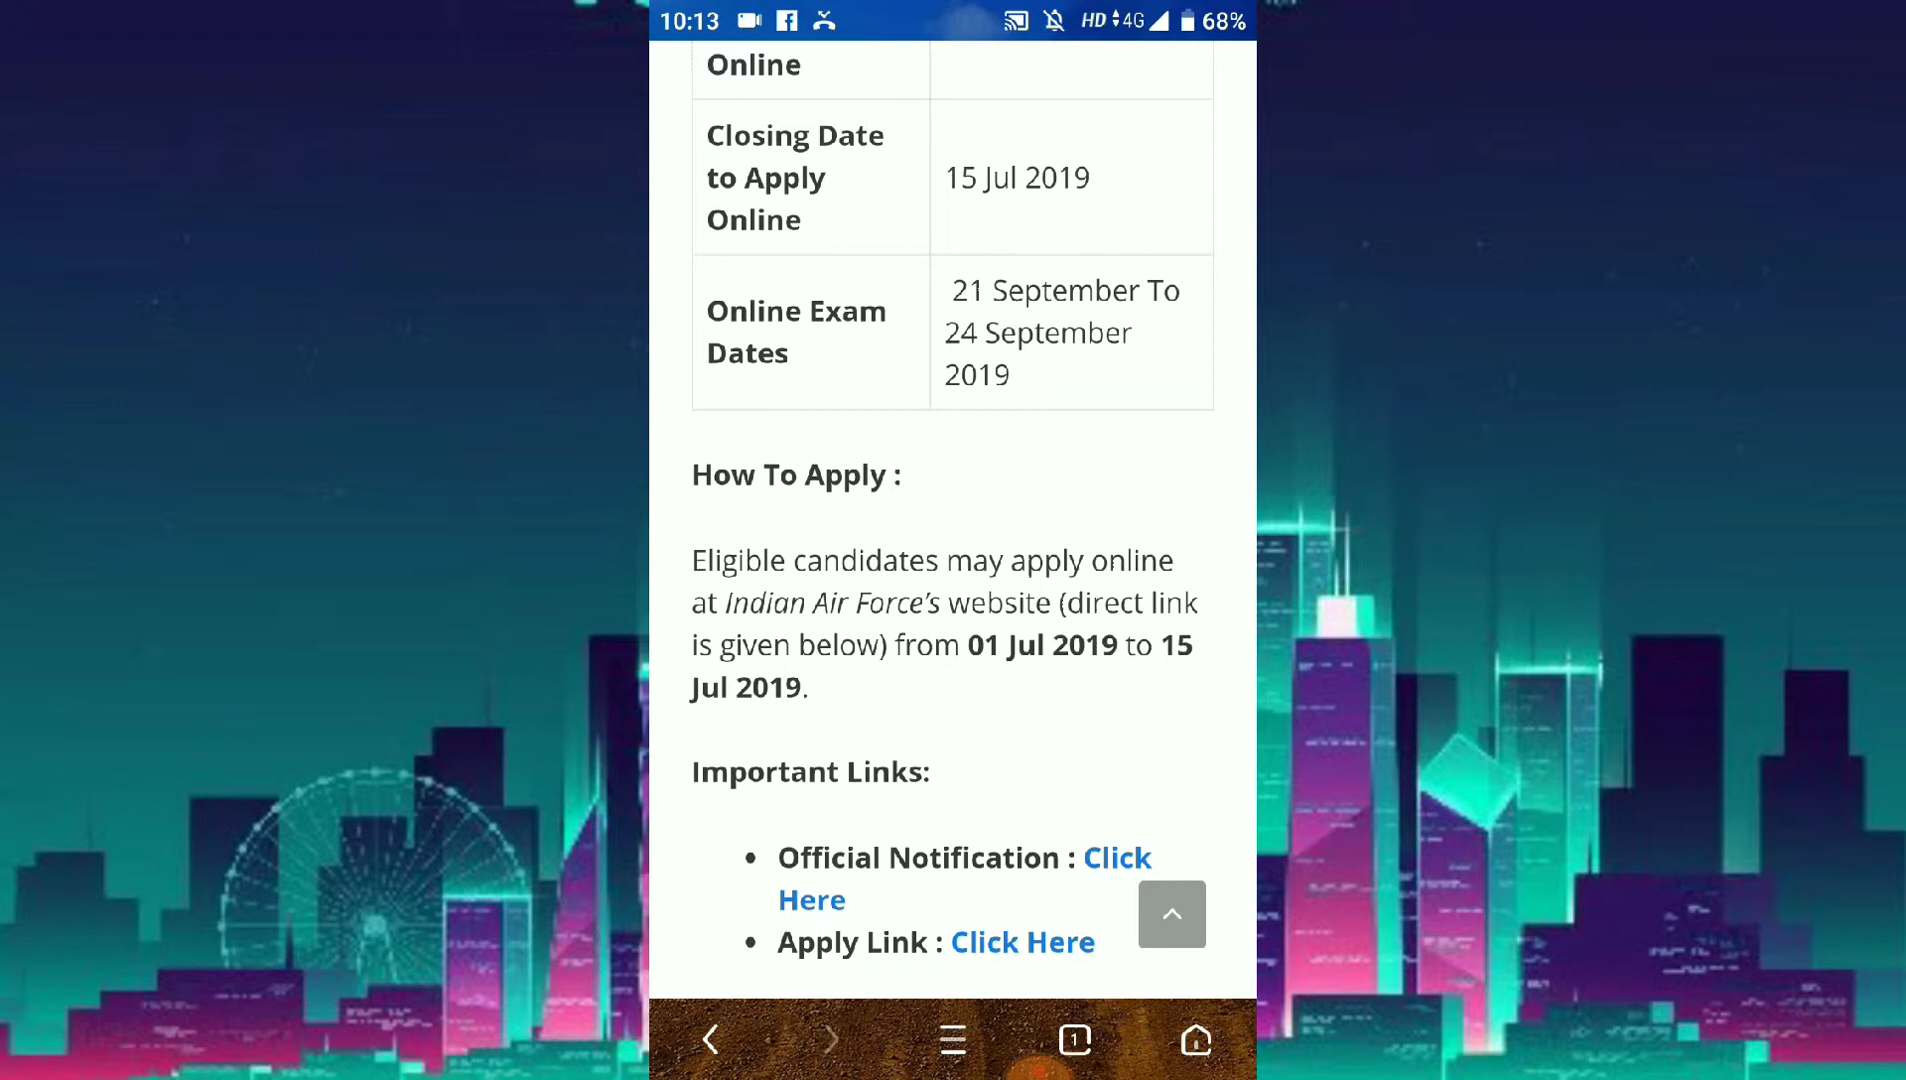 10:13 HD 4G 68%
Online
Closing Date
to Apply
Online
15 Jul 2019
Online Exam
Dates
21 September To
24 September
2019
How To Apply :
Eligible candidates may apply online
at Indian Air Force’s website (direct link
is given below) from 01 Jul 2019 to 15
Jul 2019.
Important Links:
• Official Notification : Click
Here
• Apply Link : Click Here
1